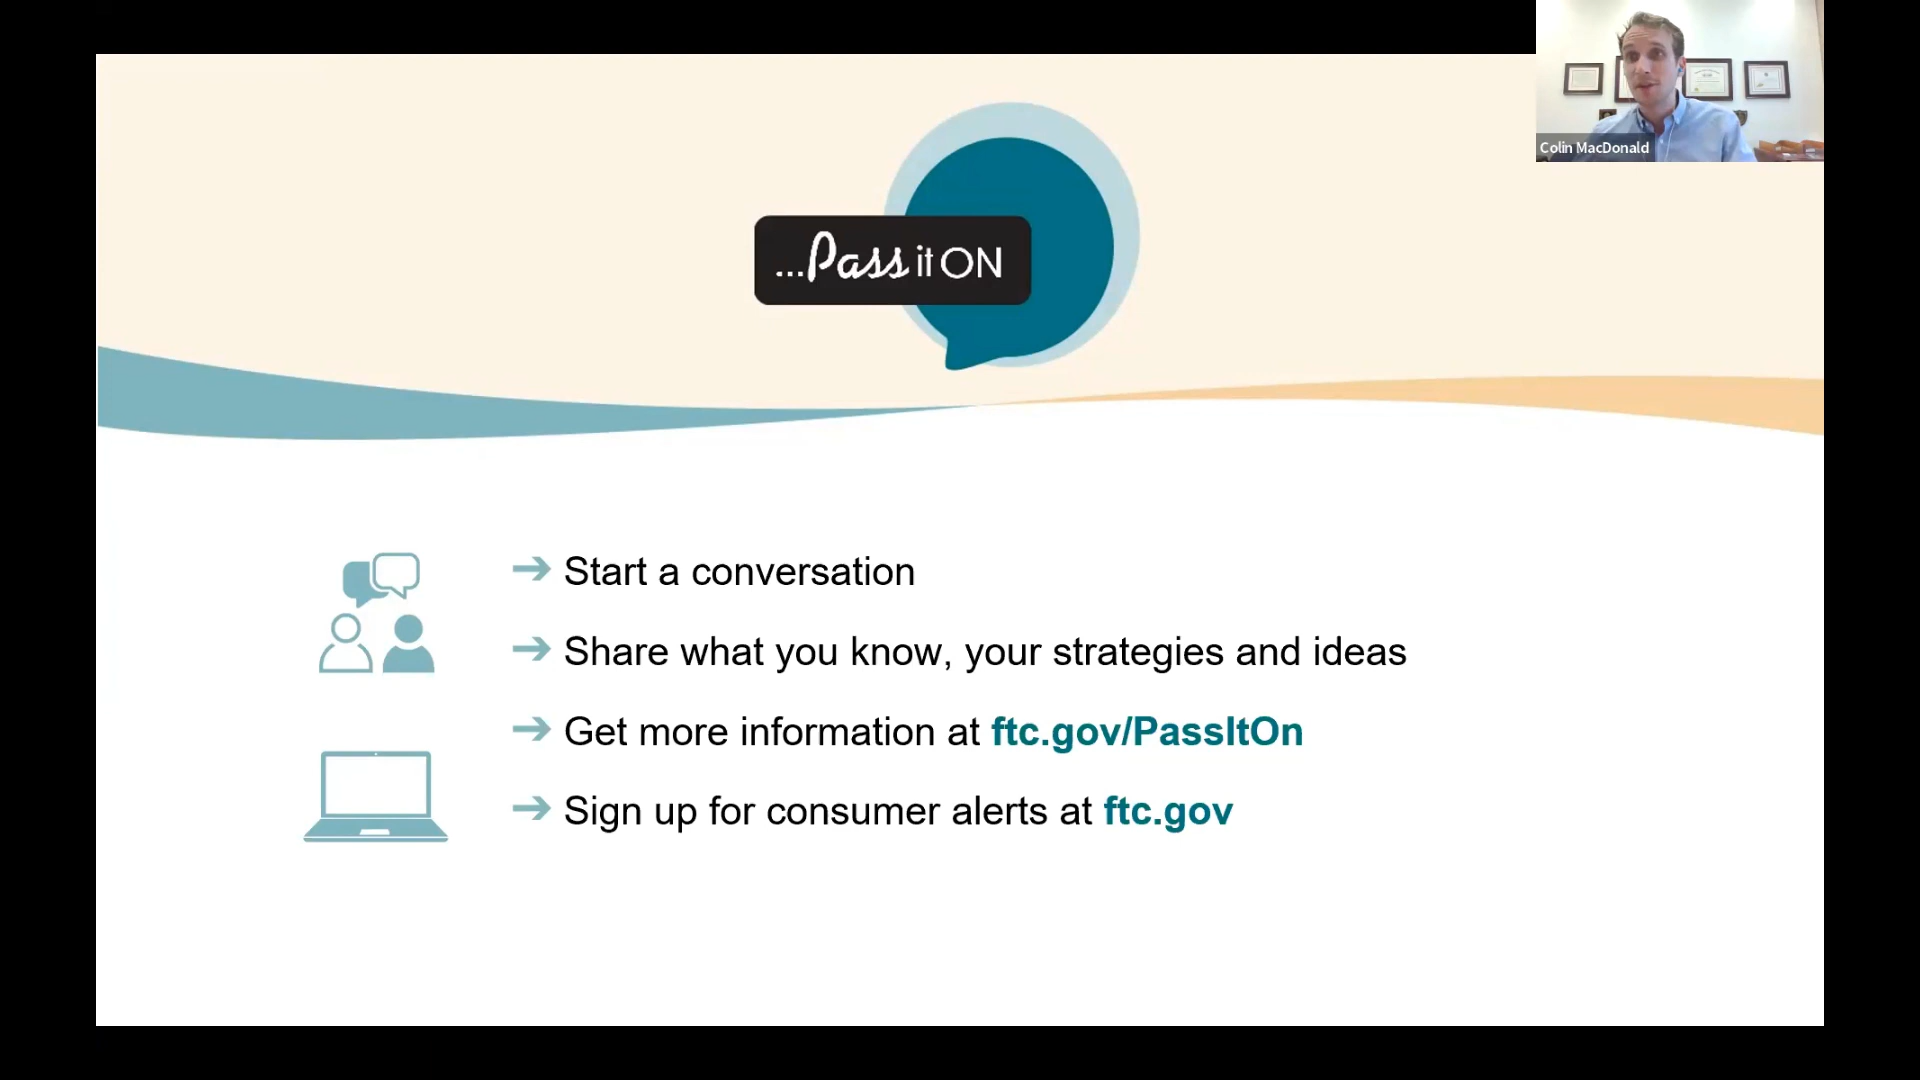 Colin MacDonald
...Pass it ON
Start a conversation
Share what you know, your strategies and ideas
Get more information at ftc.gov/PassItOn
Sign up for consumer alerts at ftc.gov